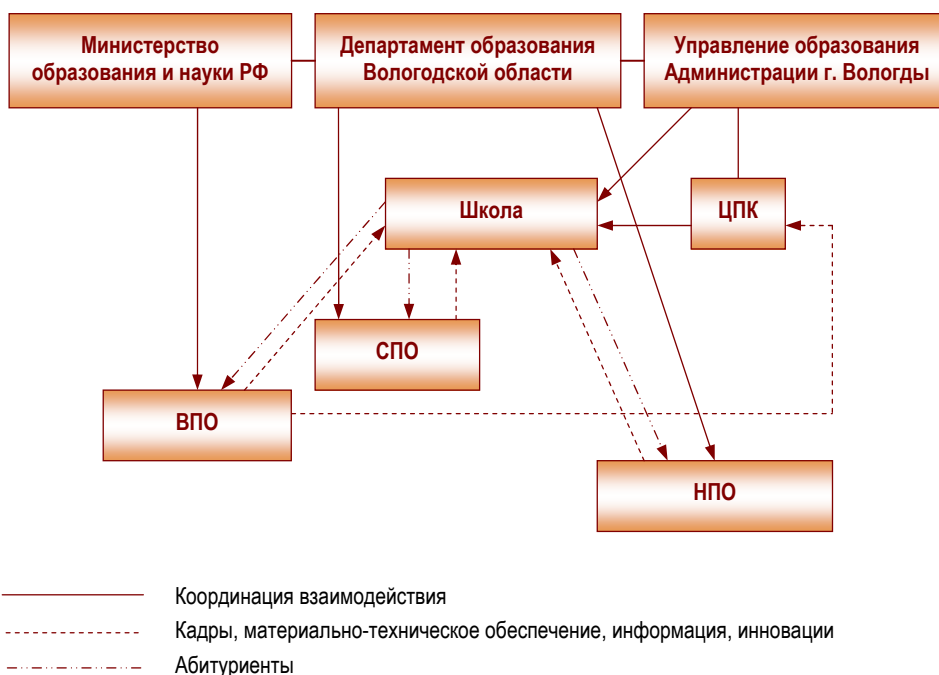 Министерство
образования и науки РФ
Департамент образования
Вологодской области
Управление образования
Администрации г. Вологды
Школа
ЦПК
СПО
ВПО
НПО
Координация взаимодействия
Кадры, материально-техническое обеспечение, информация, инновации
Абитуриенты